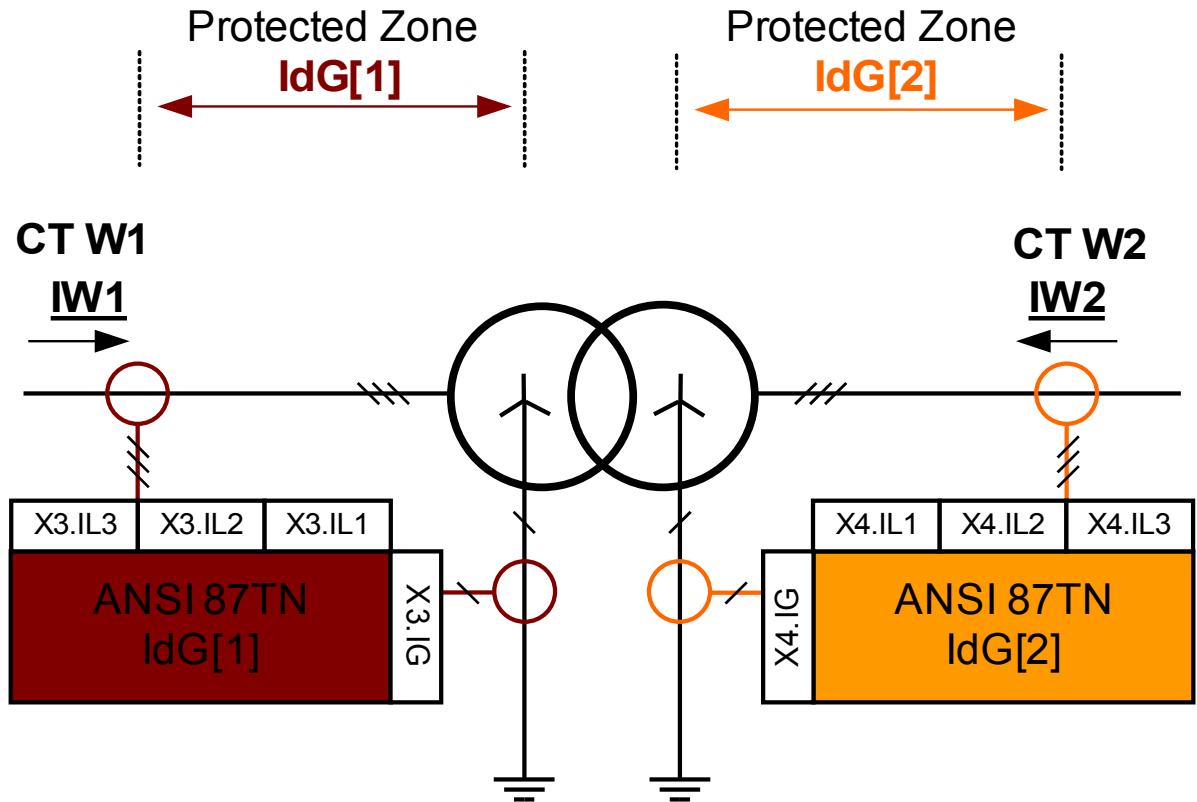 Protected Zone
IdG[1]
Protected Zone
IdG[2]
CT W1
IW1
CT W2
IW2
X3.IL3
X3.IL2
X3.IL1
X4.IL1
X4.IL2
X4.IL3
ANSI 87TN
IdG[1]
X3.IG
X4.IG
ANSI 87TN
IdG[2]